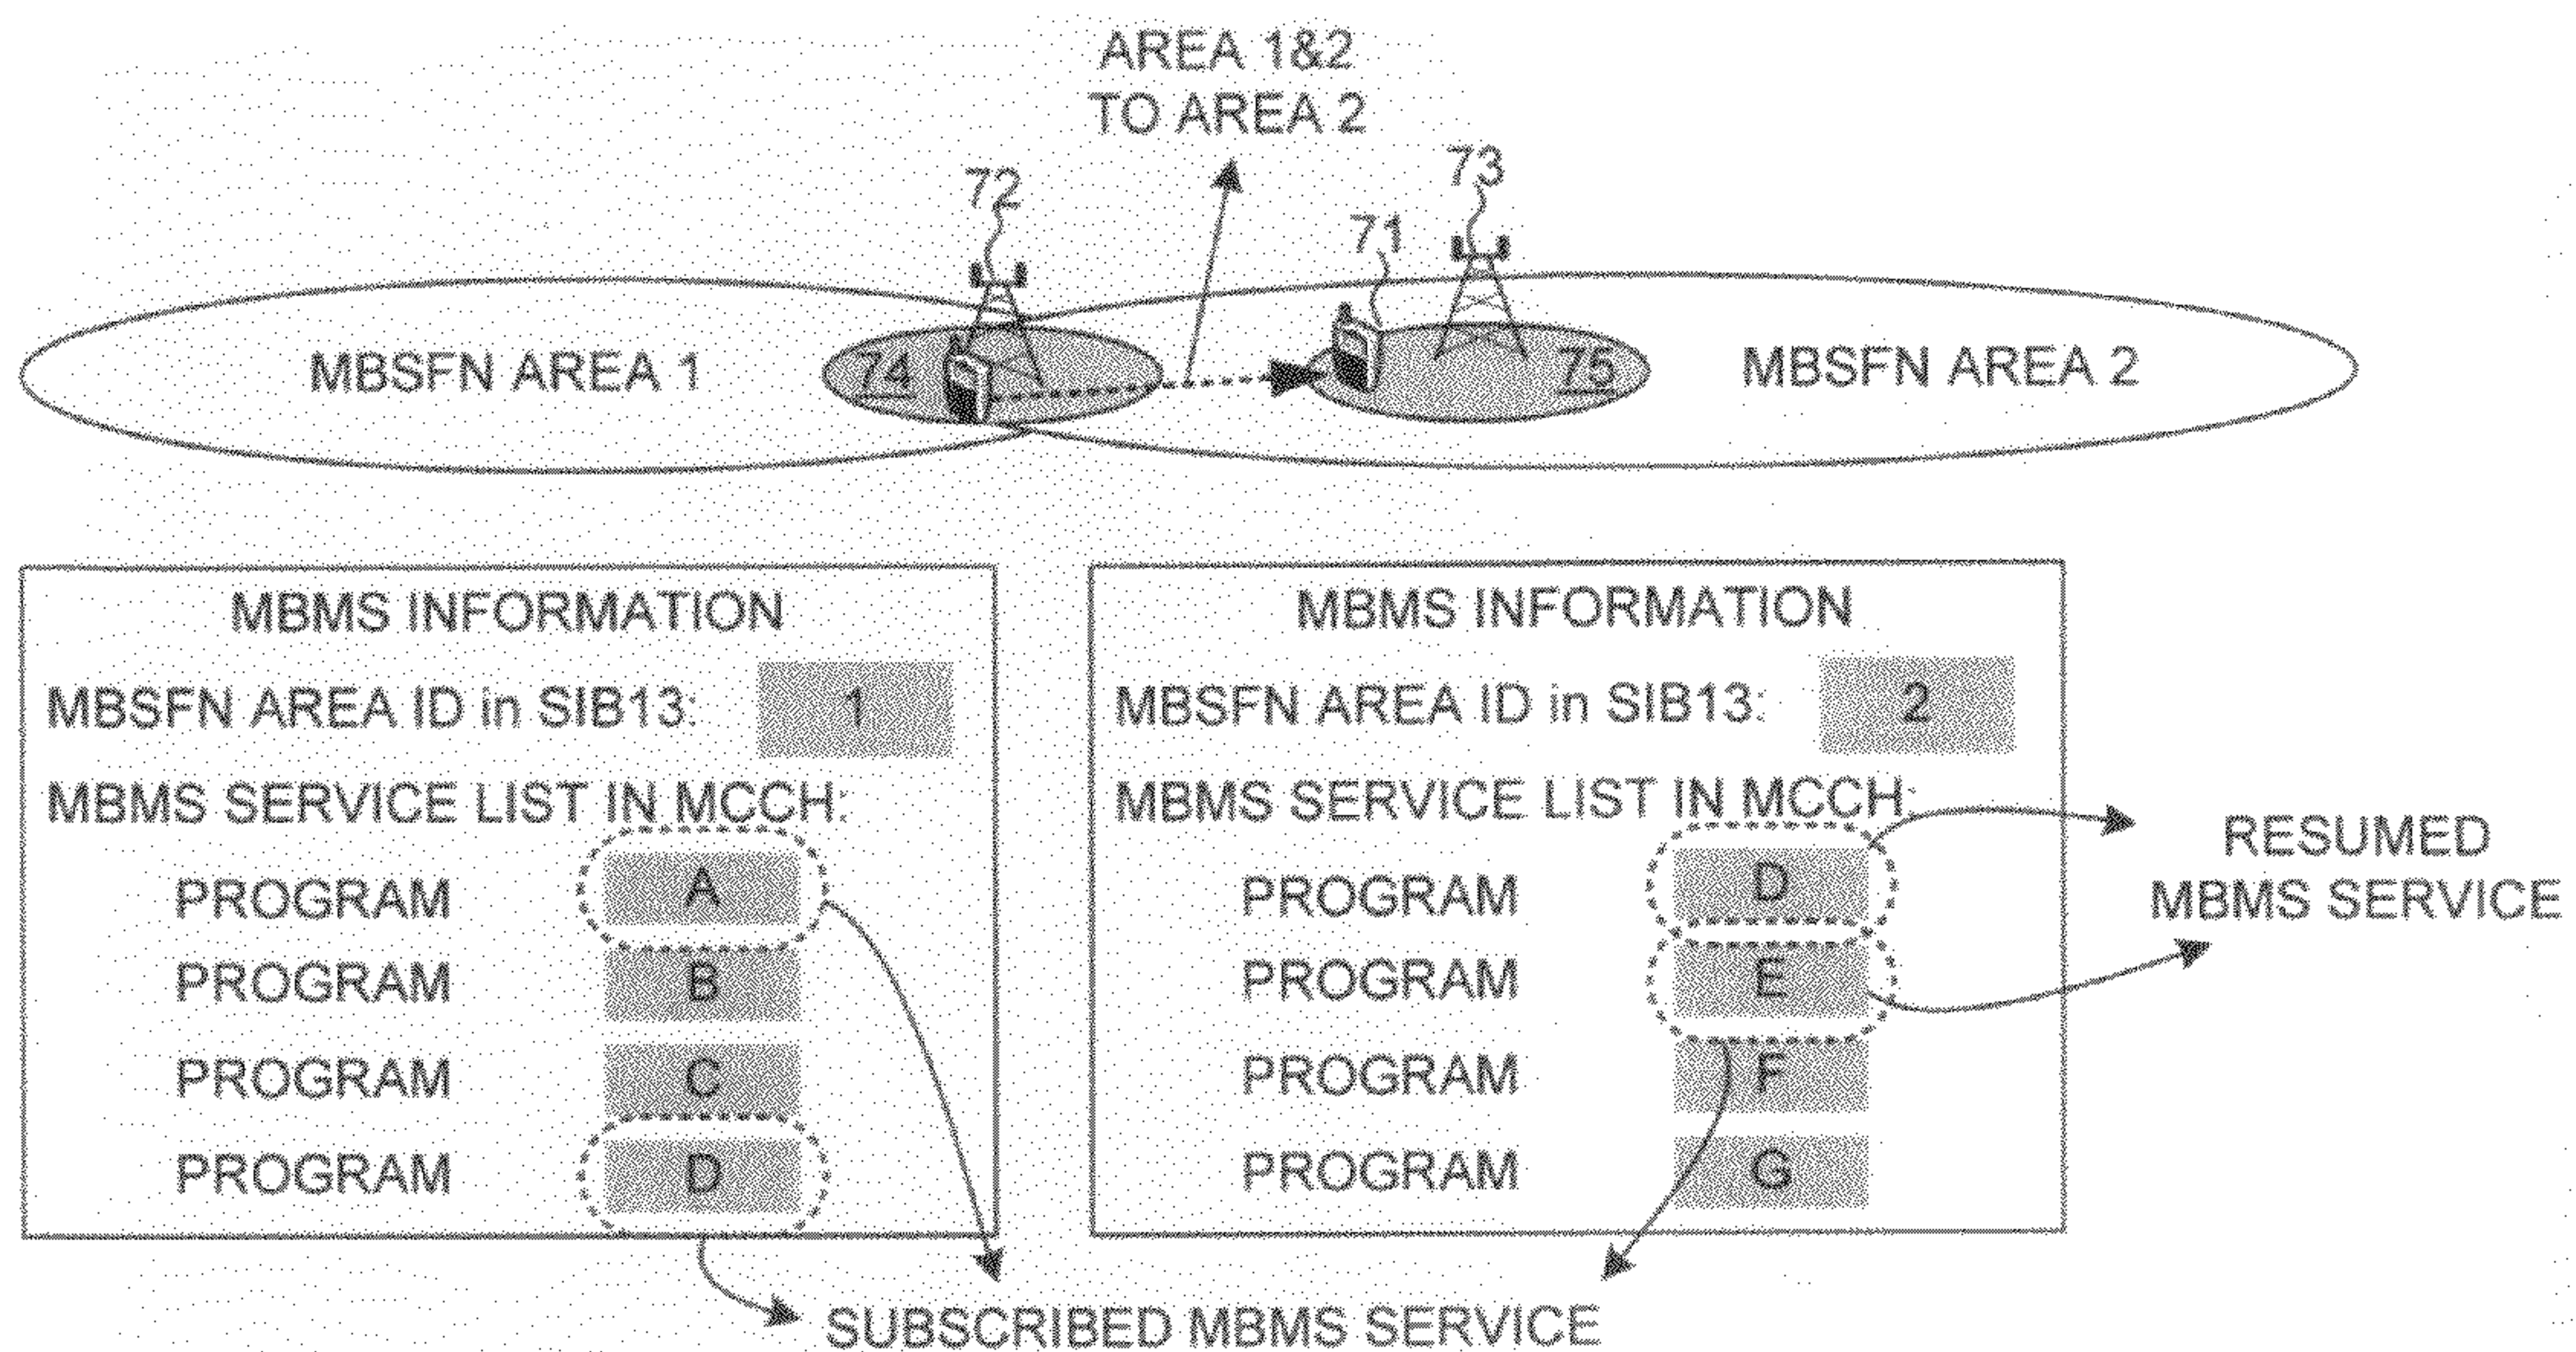 AREA 1&2
TO AREA 2
72
73
71
MBSFN AREA 1
74
75
MBSFN AREA 2
MBMS INFORMATION
MBSFN AREA ID in SIB13: 1
MBMS SERVICE LIST IN MCCH:
PROGRAM A
PROGRAM B
PROGRAM C
PROGRAM D
MBMS INFORMATION
MBSFN AREA ID in SIB13: 2
MBMS SERVICE LIST IN MCCH:
PROGRAM D
PROGRAM E
PROGRAM F
PROGRAM G
RESUMED
MBMS SERVICE
SUBSCRIBED MBMS SERVICE